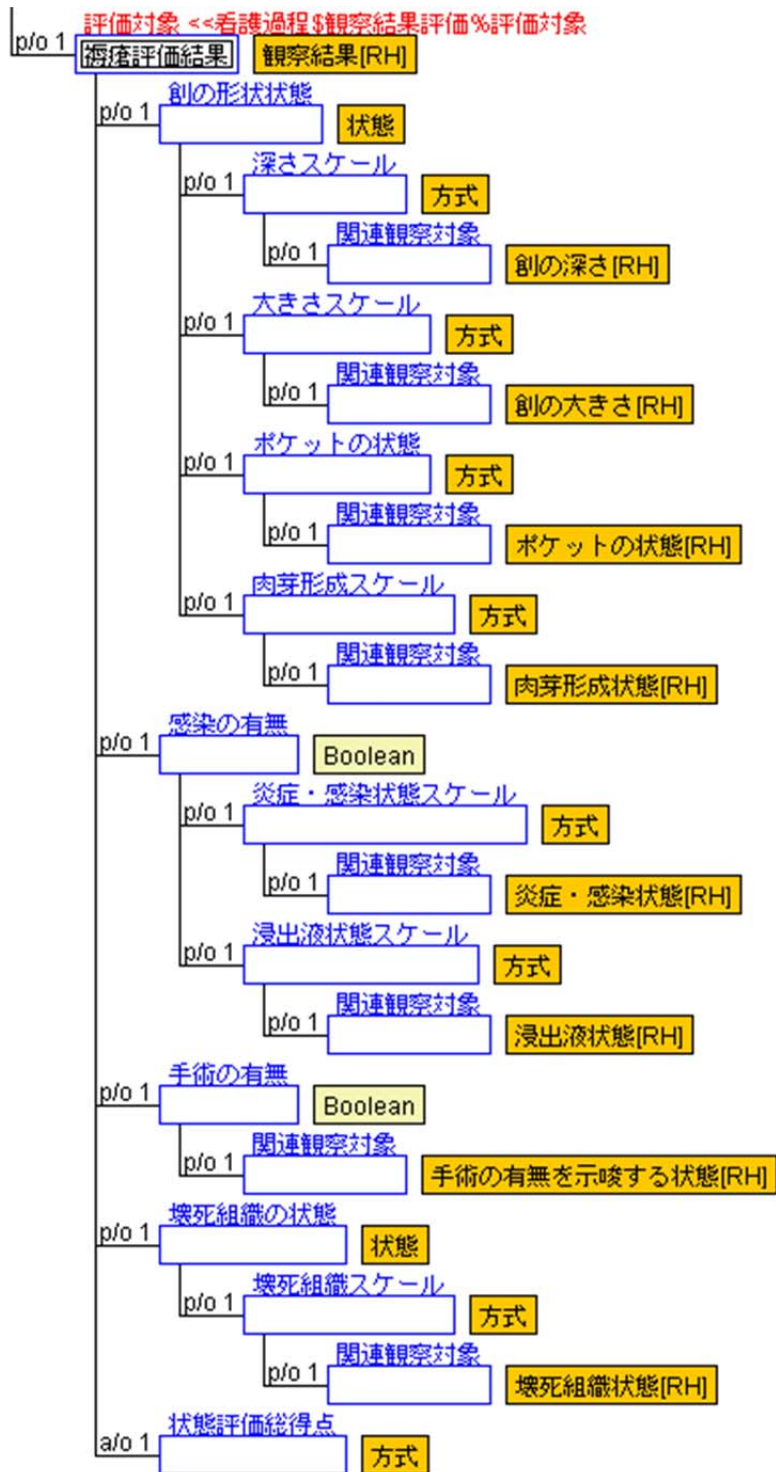 評価対象 <<看護過程$観察結果評価%評価対象
p/o 1 褥瘡評価結果 観察結果[RH]
創の形状状態
p/o 1 状態
深さスケール
p/o 1 方式
関連観察対象
p/o 1 創の深さ[RH]
大きさスケール
p/o 1 方式
関連観察対象
p/o 1 創の大きさ[RH]
ポケットの状態
p/o 1 方式
関連観察対象
p/o 1 ポケットの状態[RH]
肉芽形成スケール
p/o 1 方式
関連観察対象
p/o 1 肉芽形成状態[RH]
感染の有無
p/o 1 Boolean
炎症・感染状態スケール
p/o 1 方式
関連観察対象
p/o 1 炎症・感染状態[RH]
浸出液状態スケール
p/o 1 方式
関連観察対象
p/o 1 浸出液状態[RH]
手術の有無
p/o 1 Boolean
関連観察対象
p/o 1 手術の有無を示唆する状態[RH]
壊死組織の状態
p/o 1 状態
壊死組織スケール
p/o 1 方式
関連観察対象
p/o 1 壊死組織状態[RH]
状態評価総得点
a/o 1 方式